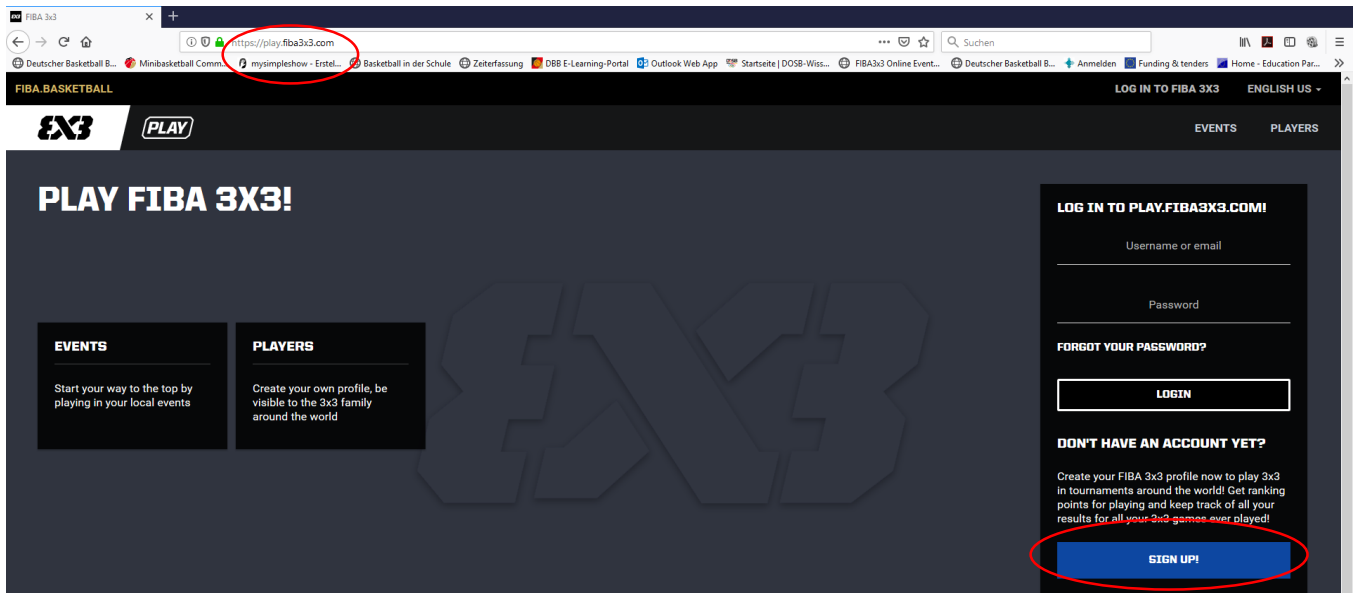 FIBA 3x3
https://play.fiba3x3.com
Suchen
Deutscher Basketball B...
Minibasketball Comm...
mysimpleshow - Erstel...
Basketball in der Schule
Zeiterfassung
DBB E-Learning-Portal
Outlook Web App
Startseite | DOSB-Wiss...
FIBA3x3 Online Event...
Deutscher Basketball B...
Anmelden
Funding & tenders
Home - Education Par...
FIBA.BASKETBALL
LOG IN TO FIBA 3X3
ENGLISH US
3X3
PLAY
EVENTS
PLAYERS
PLAY FIBA 3X3!
EVENTS
Start your way to the top by
playing in your local events
PLAYERS
Create your own profile, be
visible to the 3x3 family
around the world
3X3
LOG IN TO PLAY.FIBA3X3.COM!
Username or email
Password
FORGOT YOUR PASSWORD?
LOGIN
DON'T HAVE AN ACCOUNT YET?
Create your FIBA 3x3 profile now to play 3x3
in tournaments around the world! Get ranking
points for playing and keep track of all your
results for all your 3x3 games ever played!
SIGN UP!